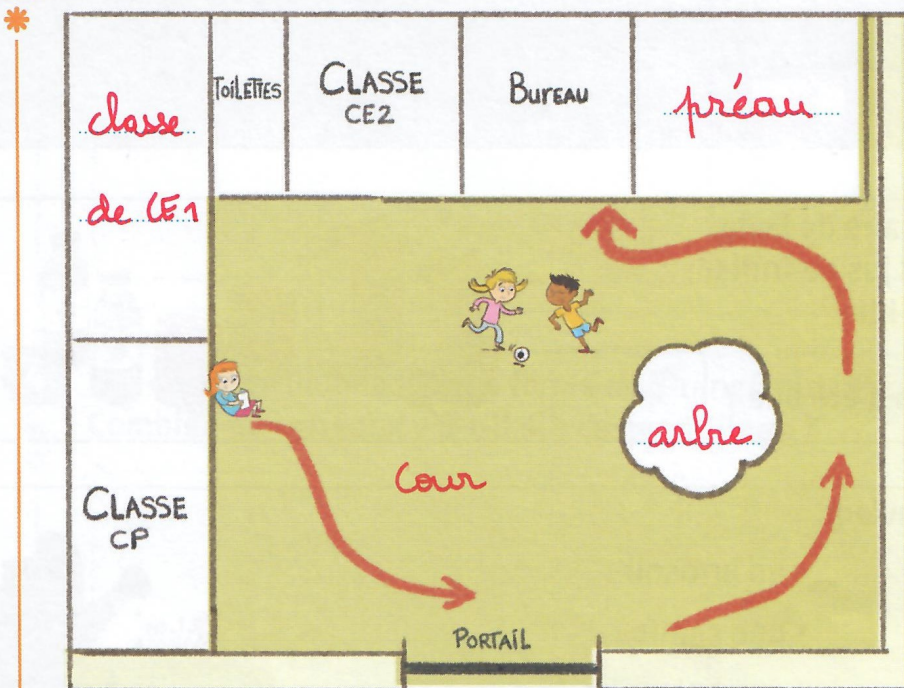 TOILETTES
CLASSE
CE2
BUREAU
préau
classe
de CE1
arbre
Cour
CLASSE
CP
PORTAIL